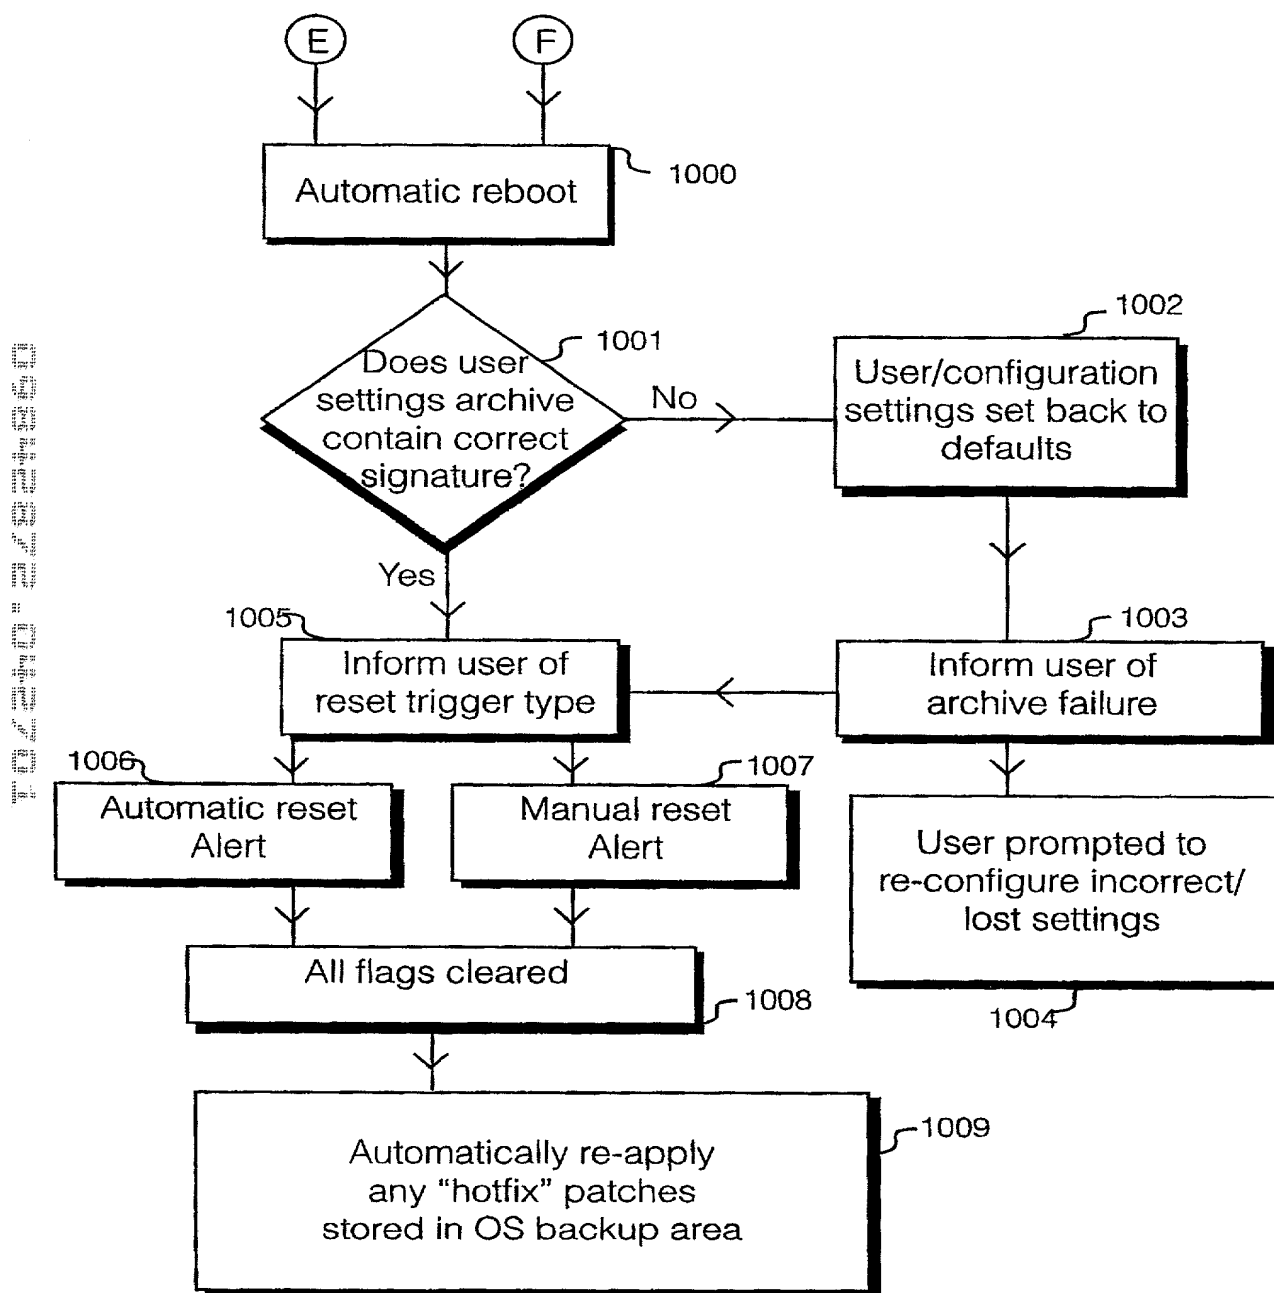 E
F
Automatic reboot
1000
Does user
settings archive
contain correct
signature?
1001
No
Yes
1002
User/configuration
settings set back to
defaults
1003
Inform user of
archive failure
1004
User prompted to
re-configure incorrect/
lost settings
1005
Inform user of
reset trigger type
1006
Automatic reset
Alert
1007
Manual reset
Alert
All flags cleared
1008
1009
Automatically re-apply
any “hotfix” patches
stored in OS backup area